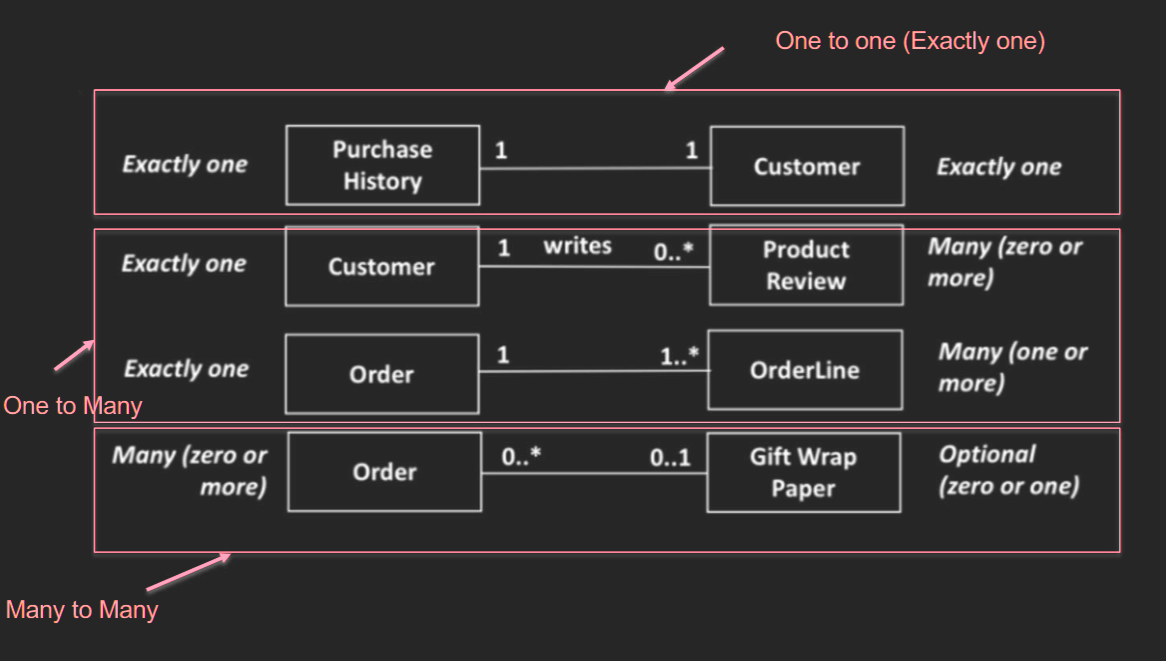 One to one (Exactly one)
Exactly one
Purchase
History
1
1
Customer
Exactly one
Exactly one
Customer
1
writes
0..*
Product
Review
Many (zero or
more)
Exactly one
Order
1
1..*
OrderLine
Many (one or
more)
One to Many
Many (zero or
more)
Order
0..*
0..1
Gift Wrap
Paper
Optional
(zero or one)
Many to Many